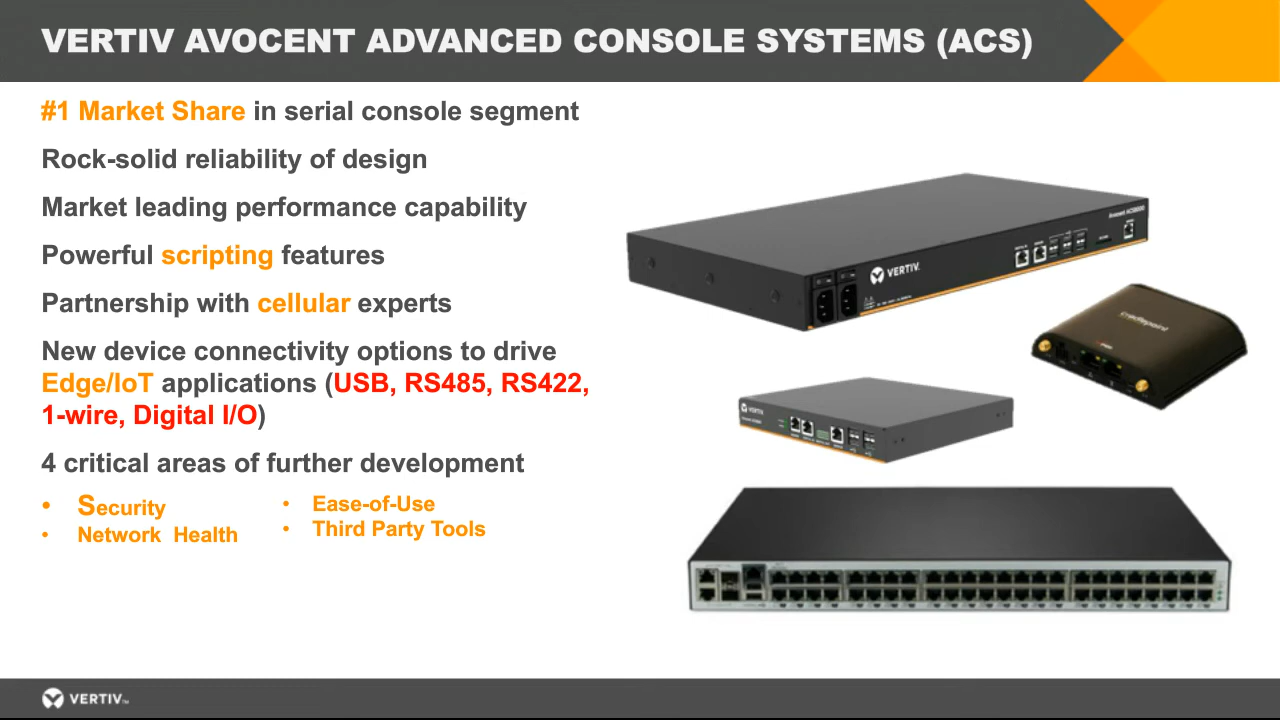 VERTIV AVOCENT ADVANCED CONSOLE SYSTEMS (ACS)
#1 Market Share in serial console segment
Rock-solid reliability of design
Market leading performance capability
Powerful scripting features
Partnership with cellular experts
New device connectivity options to drive
Edge/IoT applications (USB, RS485, RS422,
1-wire, Digital I/O)
4 critical areas of further development
• Security
• Network Health
• Ease-of-Use
• Third Party Tools
VERTIV.
cradlepoint
VERTIV
VERTIV™